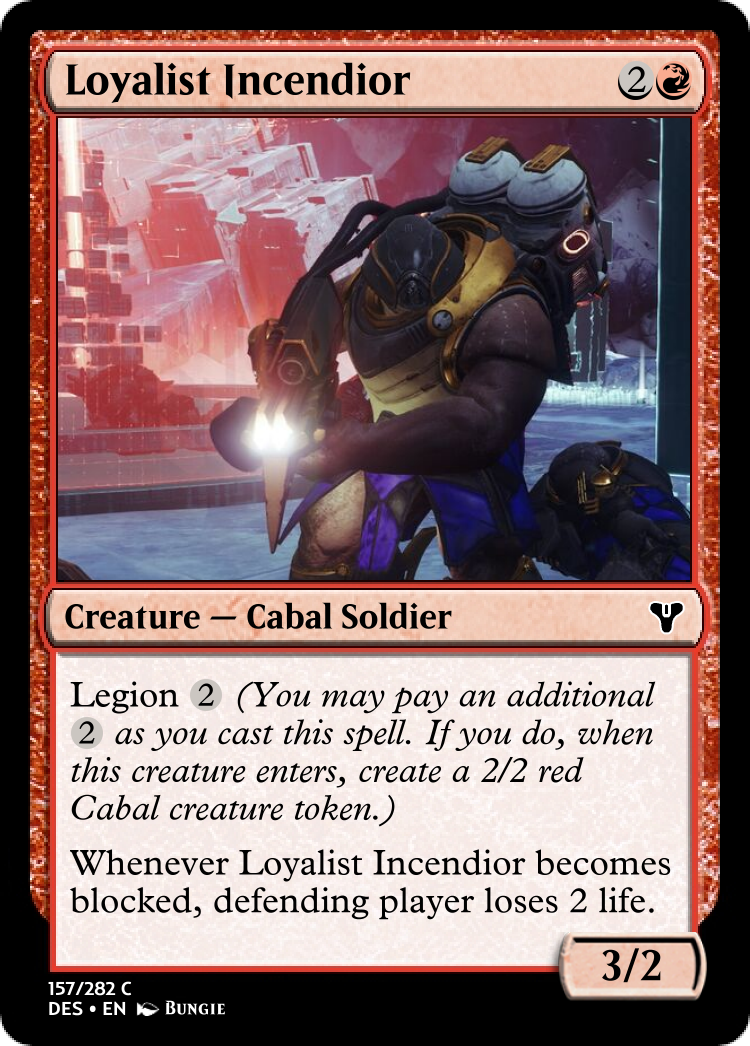 Loyalist Incendior 2
Creature — Cabal Soldier
Legion 2 (You may pay an additional
2 as you cast this spell. If you do, when
this creature enters, create a 2/2 red
Cabal creature token.)
Whenever Loyalist Incendior becomes
blocked, defending player loses 2 life.
3/2
157/282 C
DES • EN Bungie